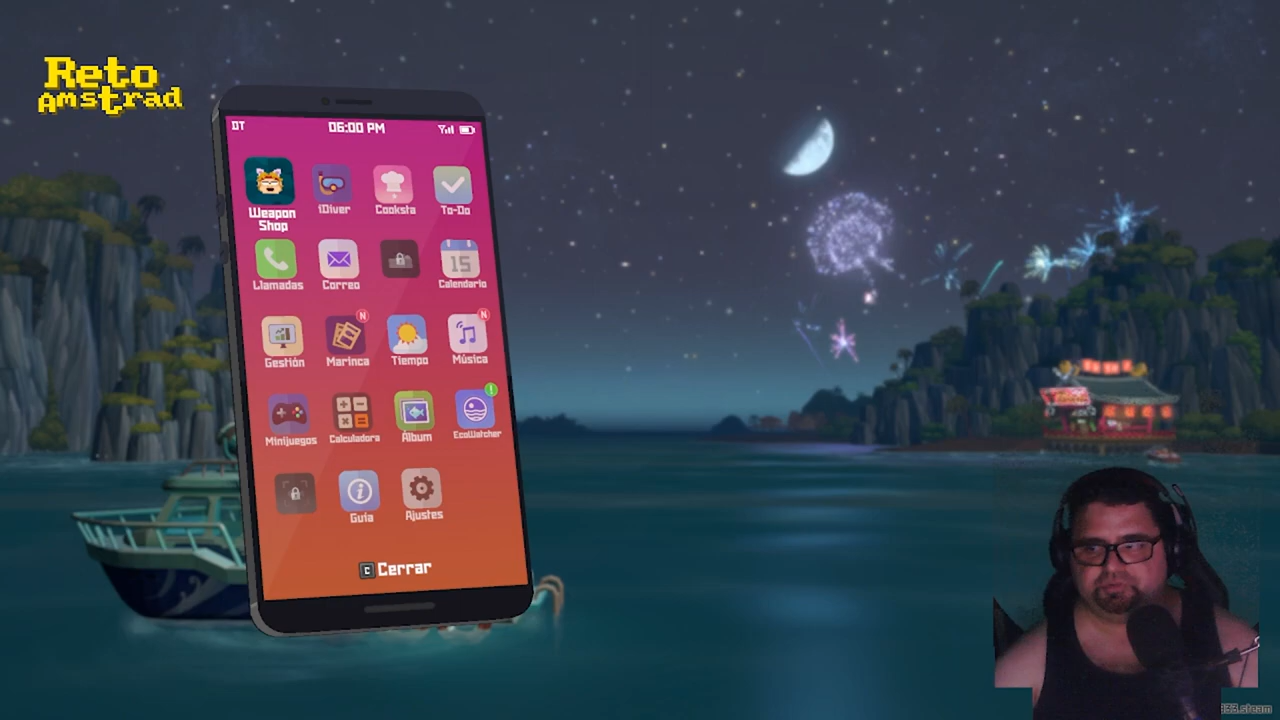 Reto
Amstrad
DT
06:00 PM
Weapon
Shop
iDiver
Cooksta
To-Do
Llamadas
Correo
15
Calendario
Gestión
N
Marinca
Tiempo
N
Música
Minijuegos
Calculadora
Álbum
!
EcoWatcher
Guía
Ajustes
C Cerrar